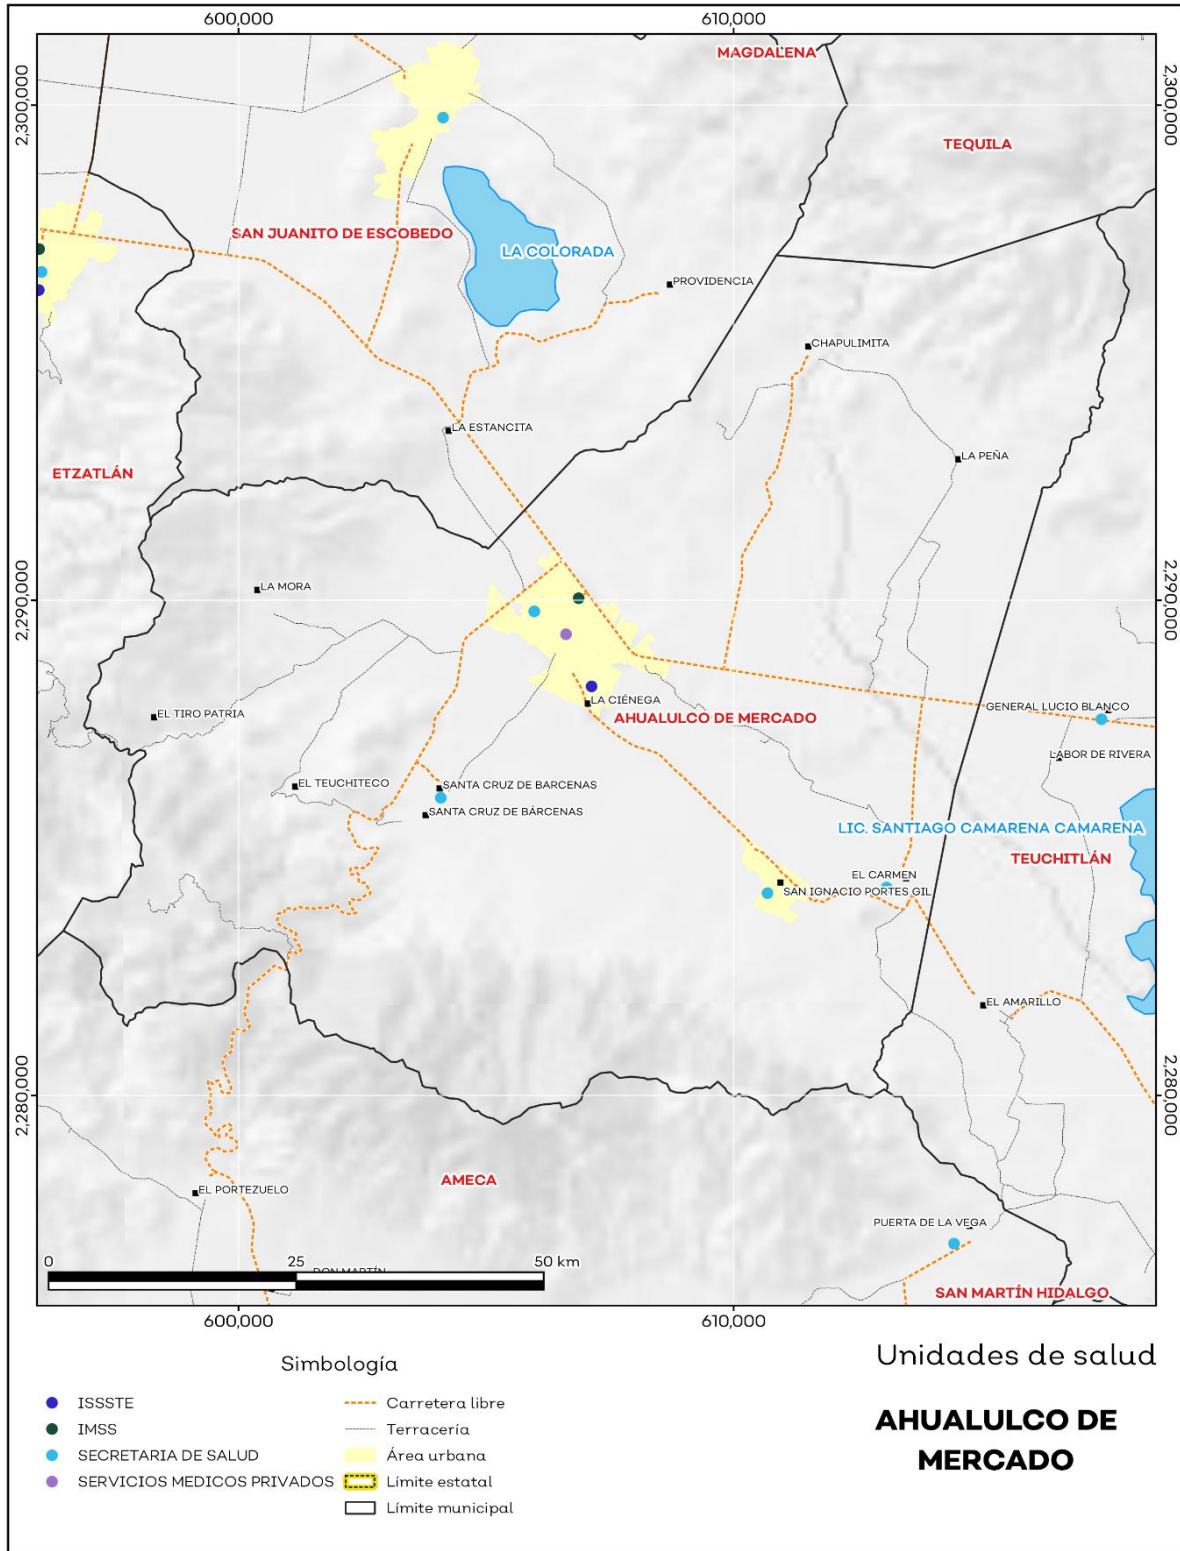 600,000
610,000
MAGDALENA
2,300,000
2,300,000
TEQUILA
SAN JUANITO DE ESCOBEDO
LA COLORADA
PROVIDENCIA
CHAPULIMITA
LA ESTANCITA
LA PEÑA
ETZATLÁN
LA MORA
2,290,000
2,290,000
LA CIÉNEGA
GENERAL LUCIO BLANCO
EL TIRO PATRIA
AHUALULCO DE MERCADO
LABOR DE RIVERA
EL TEUCHITECO
SANTA CRUZ DE BARCENAS
SANTA CRUZ DE BÁRCENAS
LIC. SANTIAGO CAMARENA CAMARENA
TEUCHITLÁN
EL CARMEN
SAN IGNACIO PORTES GIL
EL AMARILLO
2,280,000
2,280,000
AMECA
EL PORTEZUELO
PUERTA DE LA VEGA
0
25
50 km
DON MARTÍN
SAN MARTÍN HIDALGO
600,000
610,000
Simbología
ISSSTE
IMSS
SECRETARIA DE SALUD
SERVICIOS MEDICOS PRIVADOS
Carretera libre
Terracería
Área urbana
Límite estatal
Límite municipal
Unidades de salud
AHUALULCO DE
MERCADO